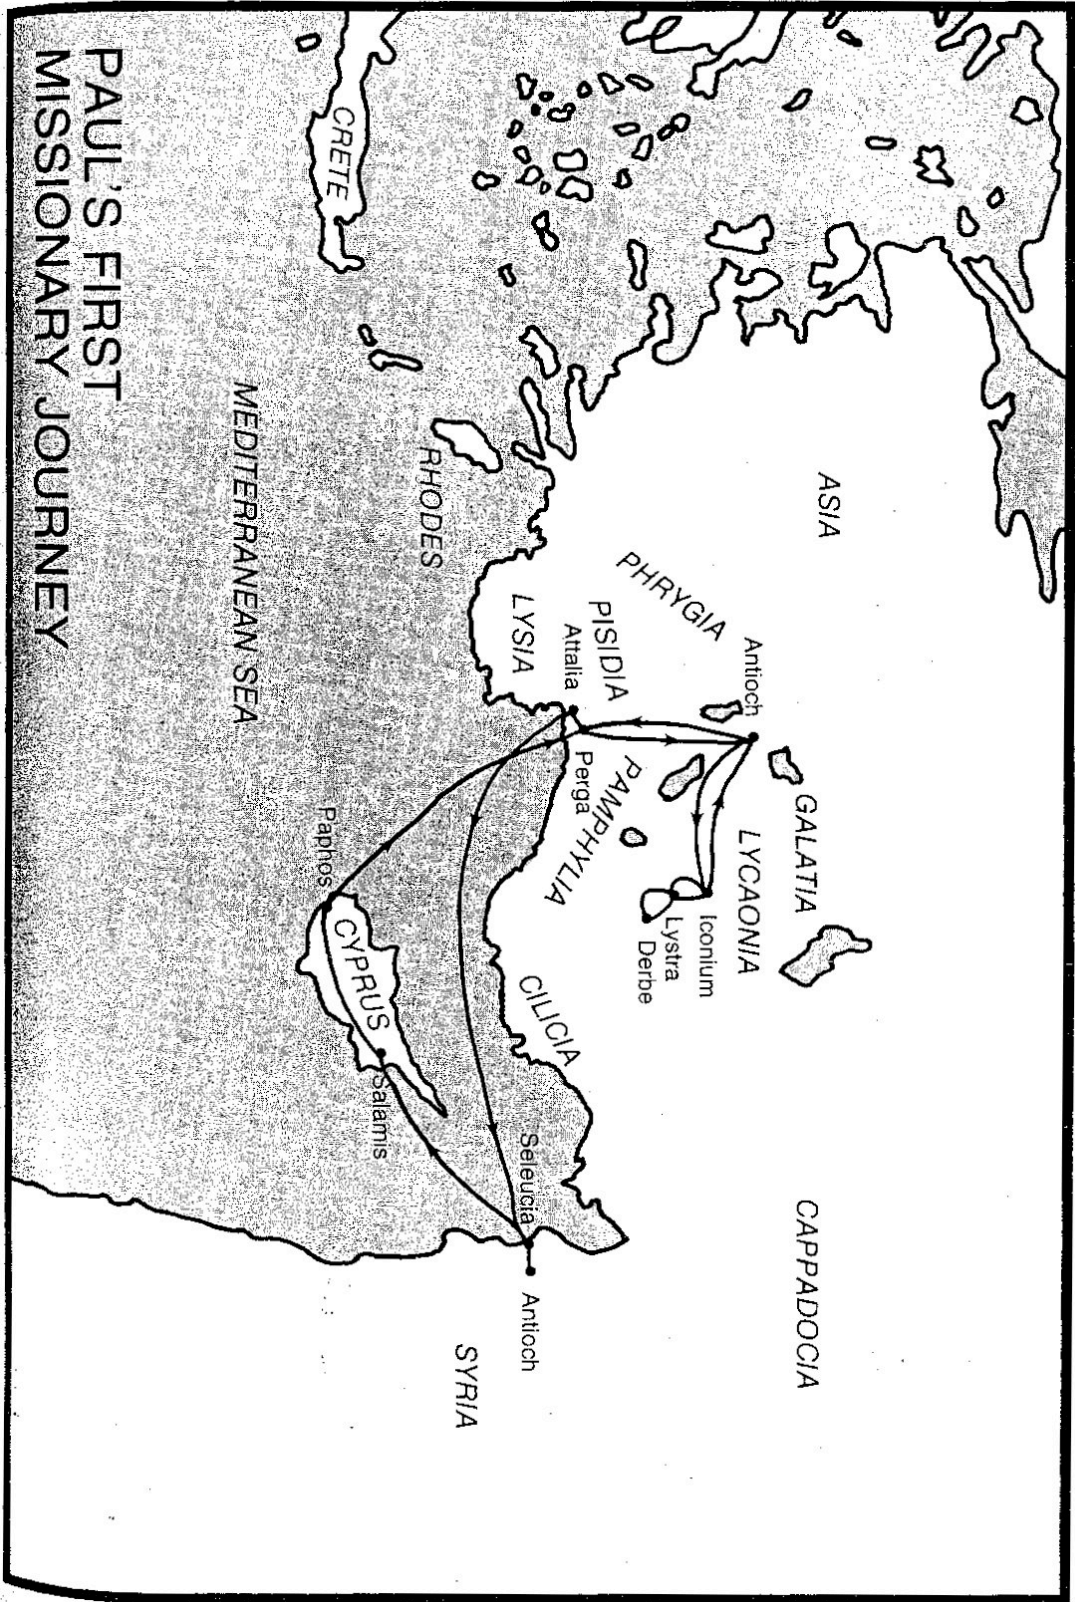 ASIA
GALATIA
CAPPADOCIA
Antioch
LYCAONIA
PHRYGIA
Iconium
Lystra
Derbe
PISIDIA
PAMPHYLIA
Attalia
Perga
CILICIA
LYSIA
Seleucia
Antioch
SYRIA
RHODES
Salamis
CYPRUS
CRETE
Paphos
MEDITERRANEAN SEA
PAUL'S FIRST
MISSIONARY JOURNEY